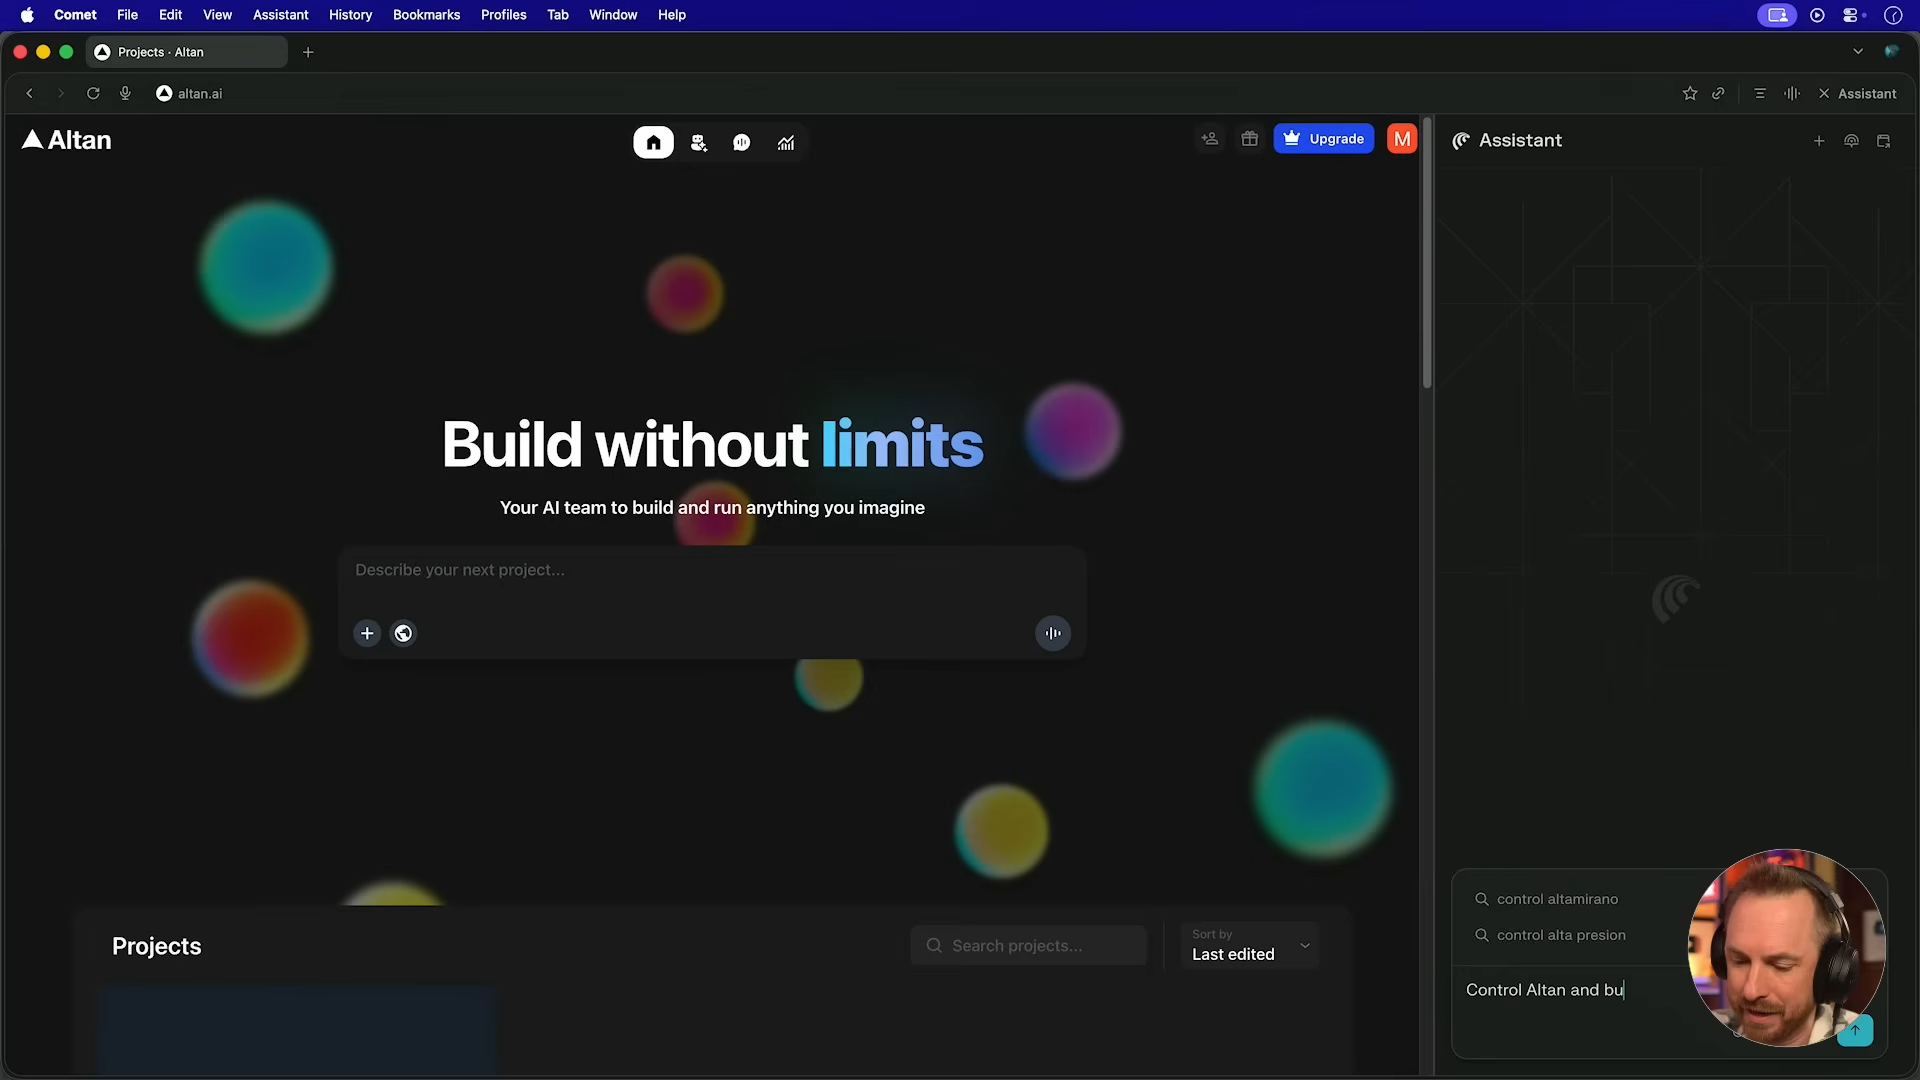 Comet File Edit View Assistant History Bookmarks Profiles Tab Window Help
Projects · Altan
altan.ai
Assistant
Altan
Upgrade
M
Assistant
Build without limits
Your AI team to build and run anything you imagine
Describe your next project...
control altamirano
control alta presion
Control Altan and bu
Projects
Search projects...
Sort by
Last edited